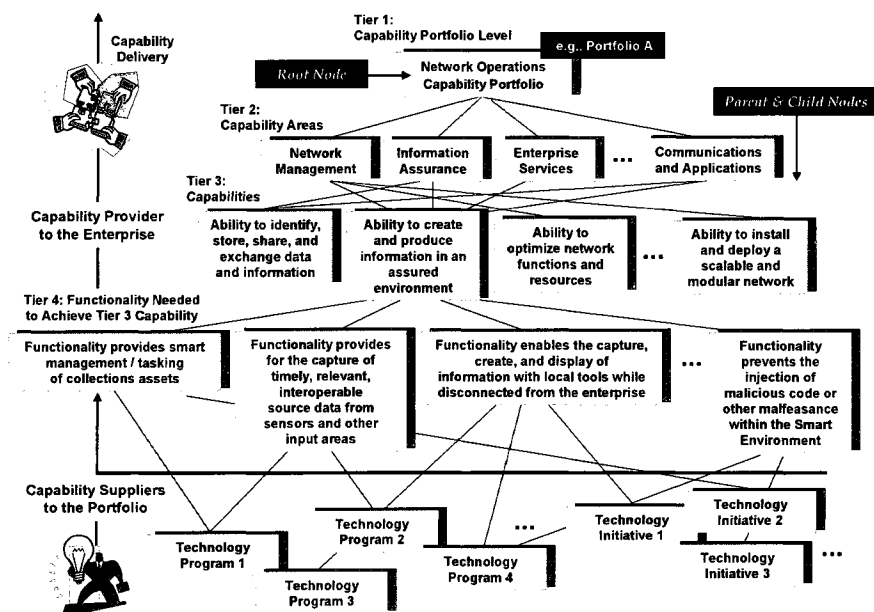 Tier 1:
Capability Portfolio Level
e.g., Portfolio A
Capability
Delivery
Root Node
Network Operations
Capability Portfolio
Parent & Child Nodes
Tier 2:
Capability Areas
Network
Management
Information
Assurance
Enterprise
Services
...
Communications
and Applications
Tier 3:
Capabilities
Capability Provider
to the Enterprise
Ability to identify,
store, share, and
exchange data
and information
Ability to create
and produce
information in an
assured
environment
Ability to
optimize network
functions and
resources
...
Ability to install
and deploy a
scalable and
modular network
Tier 4: Functionality Needed
to Achieve Tier 3 Capability
Functionality provides smart
management / tasking
of collections assets
Functionality provides
for the capture of
timely, relevant,
interoperable
source data from
sensors and other
input areas
Functionality enables the capture,
create, and display of
information with local tools while
disconnected from the enterprise
...
Functionality
prevents the
injection of
malicious code or
other malfeasance
within the Smart
Environment
Capability Suppliers
to the Portfolio
Technology
Program 1
Technology
Program 2
Technology
Program 3
...
Technology
Program 4
Technology
Initiative 1
...
Technology
Initiative 2
Technology
Initiative 3
...